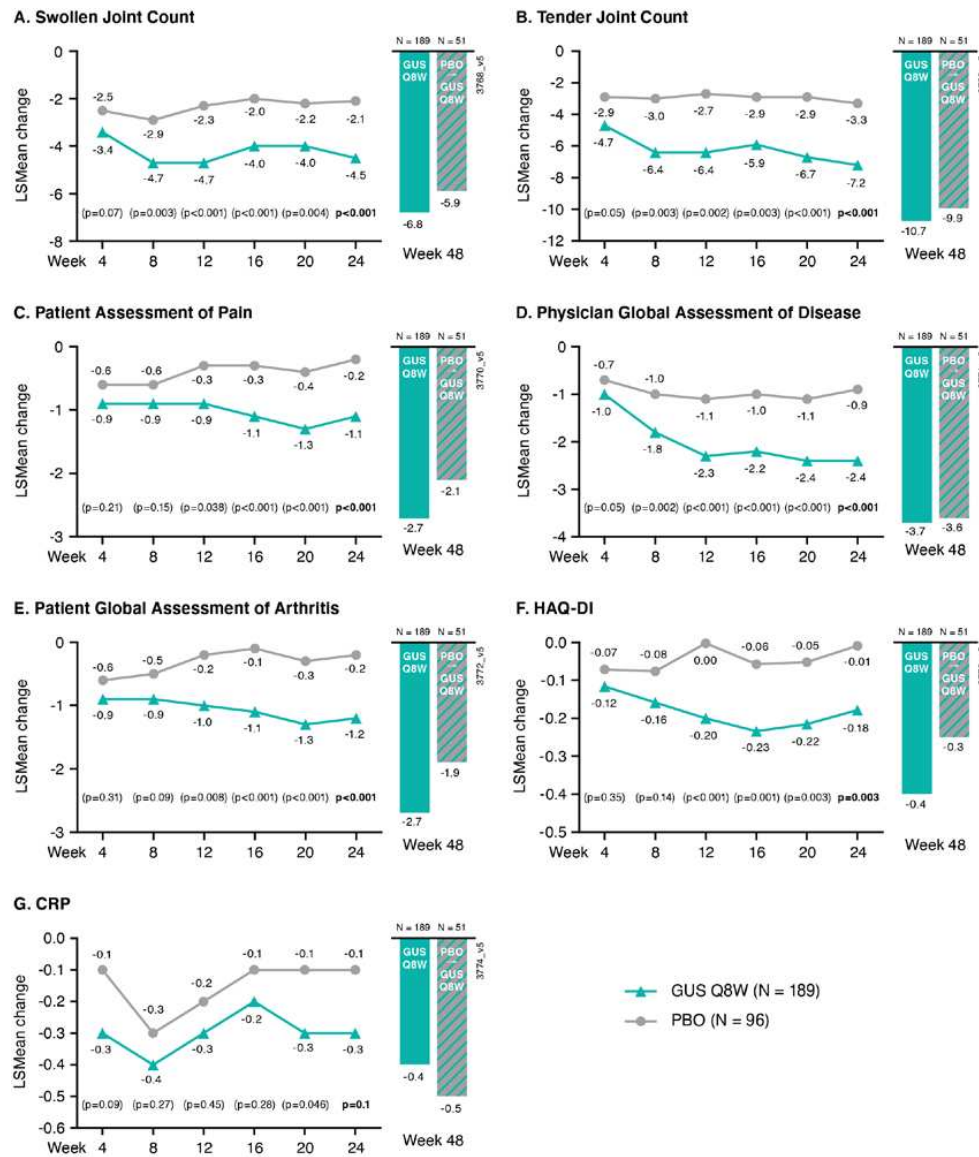 A. Swollen Joint Count
N = 189 N = 51
GUS Q8W
PBO → GUS Q8W
3768_v5
LSMean change
0
-2
-4
-6
-8
-2.5 -2.9 -2.3 -2.0 -2.2 -2.1
-3.4 -4.7 -4.7 -4.0 -4.0 -4.5
(p=0.07) (p=0.003) (p<0.001) (p<0.001) (p=0.004) p<0.001
-6.8 -5.9
Week 4 8 12 16 20 24
Week 48
B. Tender Joint Count
N = 189 N = 51
GUS Q8W
PBO → GUS Q8W
LSMean change
0
-2
-4
-6
-8
-10
-12
-2.9 -3.0 -2.7 -2.9 -2.9 -3.3
-4.7 -6.4 -6.4 -5.9 -6.7 -7.2
(p=0.05) (p=0.003) (p=0.002) (p=0.003) (p<0.001) p<0.001
-10.7 -9.9
Week 4 8 12 16 20 24
Week 48
C. Patient Assessment of Pain
N = 189 N = 51
GUS Q8W
PBO → GUS Q8W
3770_v5
LSMean change
0
-1
-2
-3
-0.6 -0.6 -0.3 -0.3 -0.4 -0.2
-0.9 -0.9 -0.9 -1.1 -1.3 -1.1
(p=0.21) (p=0.15) (p=0.038) (p<0.001) (p<0.001) p<0.001
-2.7 -2.1
Week 4 8 12 16 20 24
Week 48
D. Physician Global Assessment of Disease
N = 189 N = 51
GUS Q8W
PBO → GUS Q8W
LSMean change
0
-1
-2
-3
-4
-0.7 -1.0 -1.1 -1.0 -1.1 -0.9
-1.0 -1.8 -2.3 -2.2 -2.4 -2.4
(p=0.05) (p=0.002) (p<0.001) (p<0.001) (p<0.001) p<0.001
-3.7 -3.6
Week 4 8 12 16 20 24
Week 48
E. Patient Global Assessment of Arthritis
N = 189 N = 51
GUS Q8W
PBO → GUS Q8W
3772_v5
LSMean change
0
-1
-2
-3
-0.6 -0.5 -0.2 -0.1 -0.3 -0.2
-0.9 -0.9 -1.0 -1.1 -1.3 -1.2
(p=0.31) (p=0.09) (p=0.008) (p<0.001) (p<0.001) p<0.001
-2.7 -1.9
Week 4 8 12 16 20 24
Week 48
F. HAQ-DI
N = 189 N = 51
GUS Q8W
PBO → GUS Q8W
LSMean change
0.0
-0.1
-0.2
-0.3
-0.4
-0.5
-0.07 -0.08 0.00 -0.06 -0.05 -0.01
-0.12 -0.16 -0.20 -0.23 -0.22 -0.18
(p=0.35) (p=0.14) (p<0.001) (p=0.001) (p=0.003) p=0.003
-0.4 -0.3
Week 4 8 12 16 20 24
Week 48
G. CRP
N = 189 N = 51
GUS Q8W
PBO → GUS Q8W
3774_v5
LSMean change
0.0
-0.1
-0.2
-0.3
-0.4
-0.5
-0.6
-0.1 -0.3 -0.2 -0.1 -0.1 -0.1
-0.3 -0.4 -0.3 -0.2 -0.3 -0.3
(p=0.09) (p=0.27) (p=0.45) (p=0.28) (p=0.046) p=0.1
-0.4 -0.5
Week 4 8 12 16 20 24
Week 48
GUS Q8W (N = 189)
PBO (N = 96)